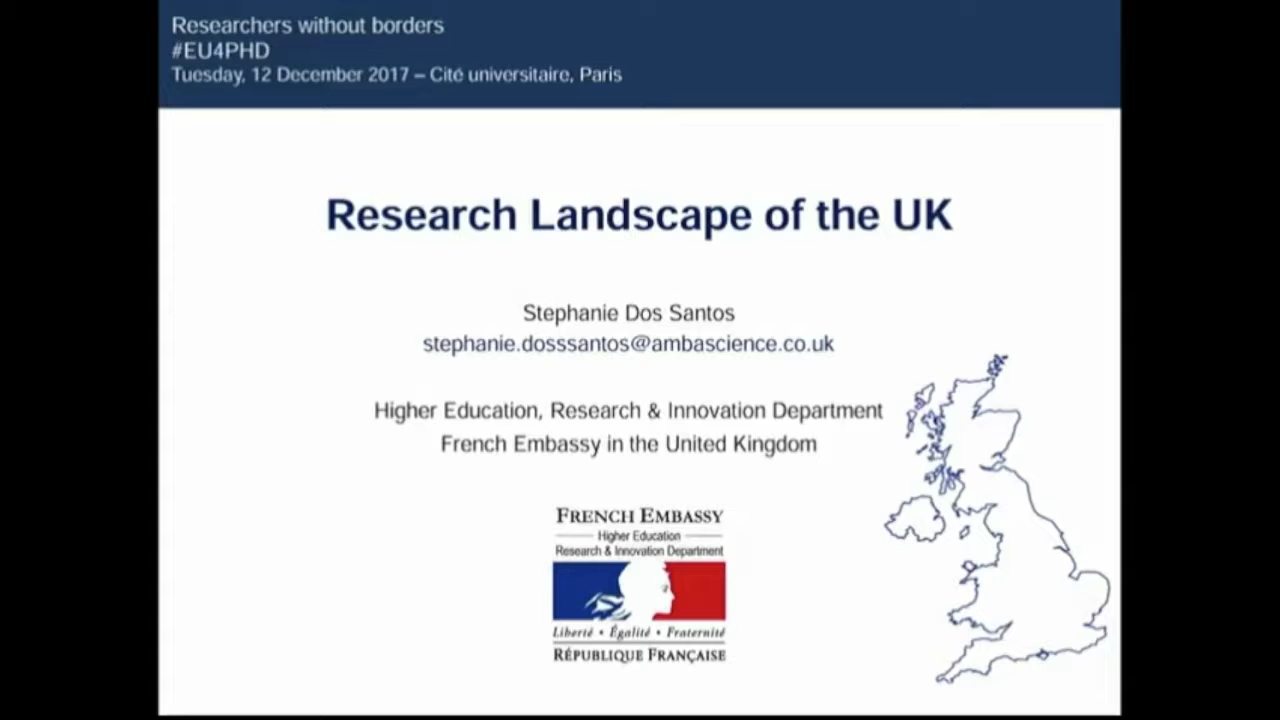 Researchers without borders
#EU4PHD
Tuesday, 12 December 2017 – Cité universitaire, Paris
Research Landscape of the UK
Stephanie Dos Santos
stephanie.dosssantos@ambascience.co.uk
Higher Education, Research & Innovation Department
French Embassy in the United Kingdom
FRENCH EMBASSY
Higher Education
Research & Innovation Department
Liberté • Égalité • Fraternité
RÉPUBLIQUE FRANÇAISE